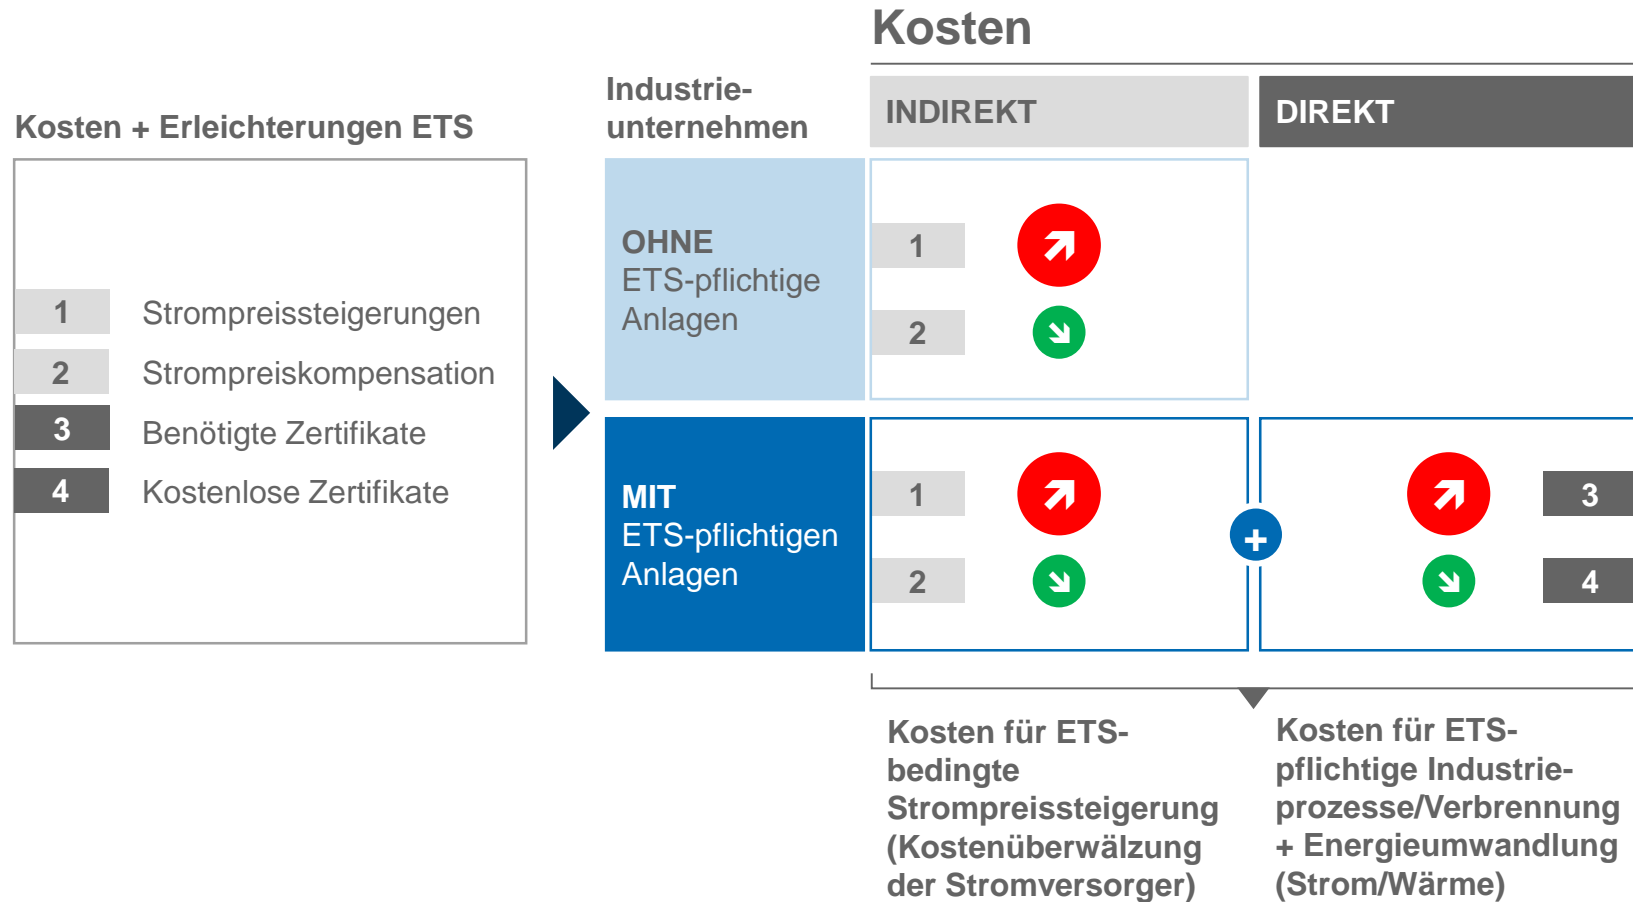 Kosten
Kosten + Erleichterungen ETS
1 Strompreissteigerungen
2 Strompreiskompensation
3 Benötigte Zertifikate
4 Kostenlose Zertifikate
Industrie-
unternehmen
INDIREKT
DIREKT
OHNE
ETS-pflichtige
Anlagen
1
2
MIT
ETS-pflichtigen
Anlagen
1
2
+
3
4
Kosten für ETS-
bedingte
Strompreissteigerung
(Kostenüberwälzung
der Stromversorger)
Kosten für ETS-
pflichtige Industrie-
prozesse/Verbrennung
+ Energieumwandlung
(Strom/Wärme)